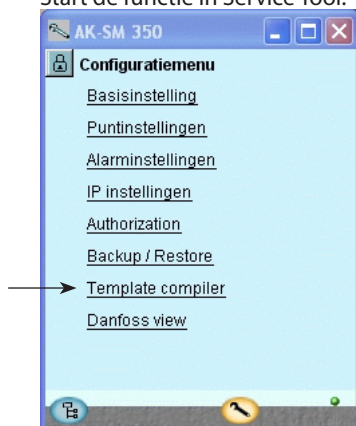 Start de functie in Service Tool.
AK-SM 350
Configuratiemenu
Basisinstelling
Puntinstellingen
Alarminstellingen
IP instellingen
Authorization
Backup / Restore
Template compiler
Danfoss view